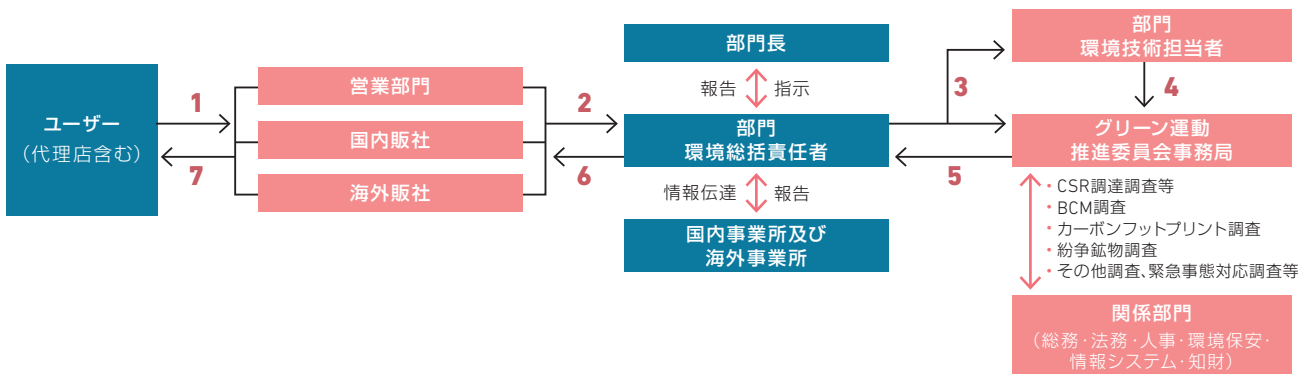 ユーザー
（代理店含む）
1
7
営業部門
国内販社
海外販社
2
6
部門長
報告
指示
部門
環境総括責任者
情報伝達
報告
国内事業所及び
海外事業所
3
5
部門
環境技術担当者
4
グリーン運動
推進委員会事務局
・CSR調達調査等
・BCM調査
・カーボンフットプリント調査
・紛争鉱物調査
・その他調査、緊急事態対応調査等
関係部門
（総務・法務・人事・環境保安・
情報システム・知財）